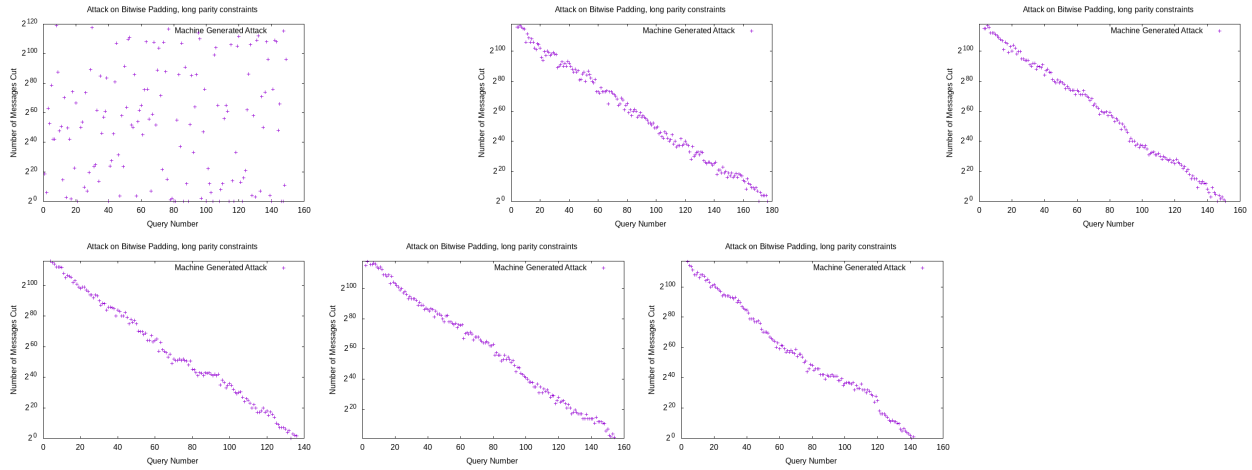 Attack on Bitwise Padding, long parity constraints
Number of Messages Cut
2^120
2^100
2^80
2^60
2^40
2^20
2^0
Machine Generated Attack
0 20 40 60 80 100 120 140 160
Query Number
Attack on Bitwise Padding, long parity constraints
Number of Messages Cut
2^100
2^80
2^60
2^40
2^20
2^0
Machine Generated Attack
0 20 40 60 80 100 120 140 160 180
Query Number
Attack on Bitwise Padding, long parity constraints
Number of Messages Cut
2^100
2^80
2^60
2^40
2^20
2^0
Machine Generated Attack
0 20 40 60 80 100 120 140 160
Query Number
Attack on Bitwise Padding, long parity constraints
Number of Messages Cut
2^100
2^80
2^60
2^40
2^20
2^0
Machine Generated Attack
0 20 40 60 80 100 120 140
Query Number
Attack on Bitwise Padding, long parity constraints
Number of Messages Cut
2^100
2^80
2^60
2^40
2^20
2^0
Machine Generated Attack
0 20 40 60 80 100 120 140 160
Query Number
Attack on Bitwise Padding, long parity constraints
Number of Messages Cut
2^100
2^80
2^60
2^40
2^20
2^0
Machine Generated Attack
0 20 40 60 80 100 120 140 160
Query Number